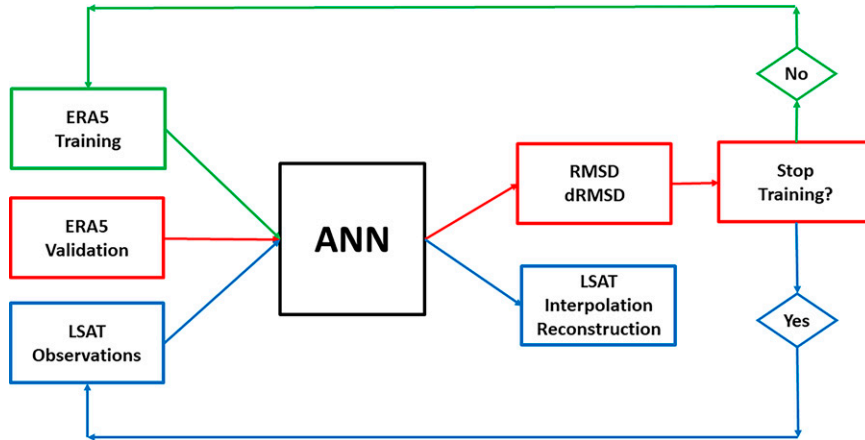 No
ERA5
Training
RMSD
dRMSD
Stop
Training?
ERA5
Validation
ANN
LSAT
Observations
LSAT
Interpolation
Reconstruction
Yes